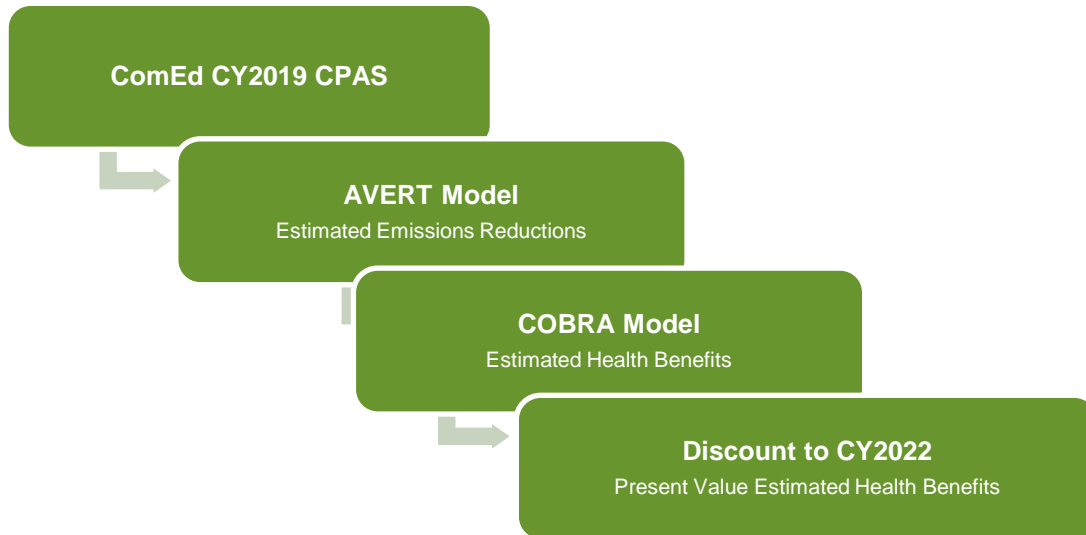 ComEd CY2019 CPAS
AVERT Model
Estimated Emissions Reductions
COBRA Model
Estimated Health Benefits
Discount to CY2022
Present Value Estimated Health Benefits